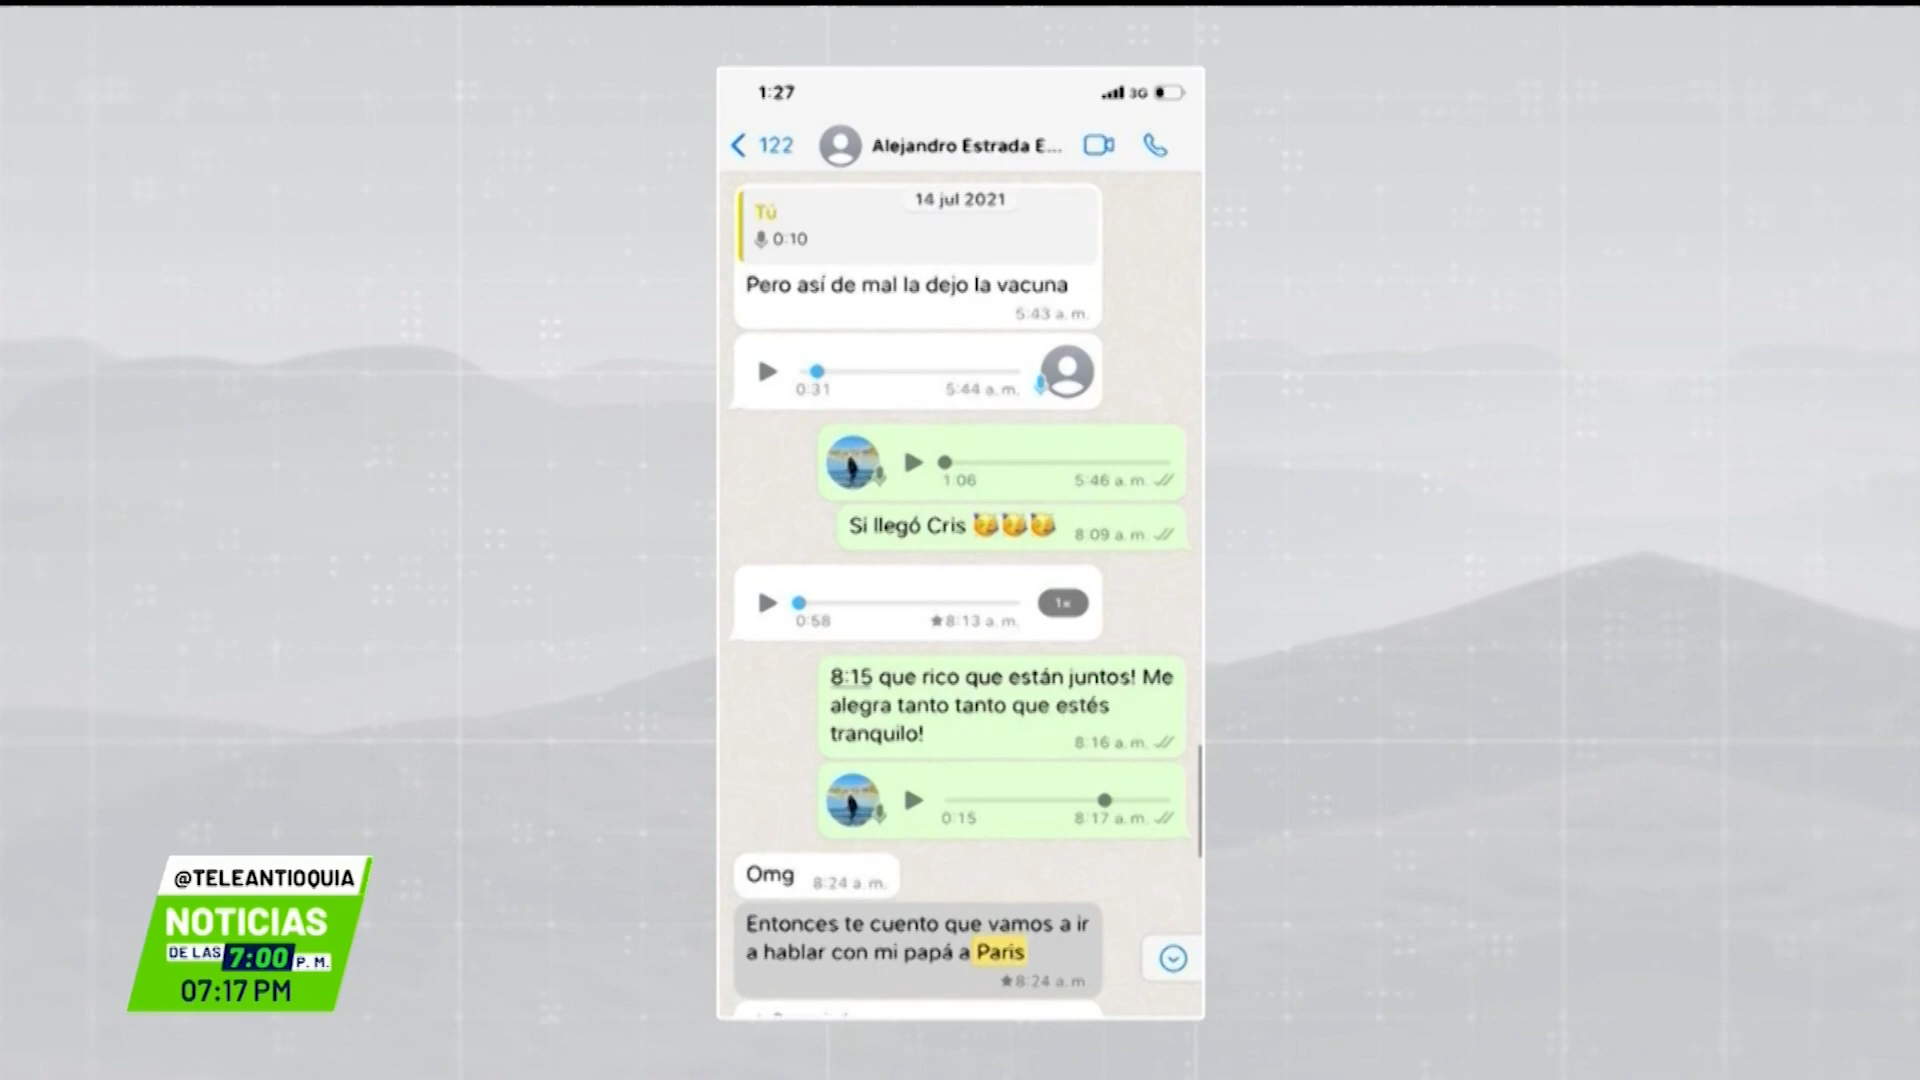 1:27
3G
122
Alejandro Estrada E...
14 jul 2021
Tú
0:10
Pero así de mal la dejo la vacuna
5:43 a. m.
0:31
5:44 a. m.
1:06
5:46 a. m.
Si llegó Cris 🥳🥳🥳
8:09 a. m.
1×
0:58
8:13 a. m.
8:15 que rico que están juntos! Me
alegra tanto tanto que estés
tranquilo!
8:16 a. m.
0:15
8:17 a. m.
Omg
8:24 a. m.
Entonces te cuento que vamos a ir
a hablar con mi papá a Paris
8:24 a. m
@TELEANTIOQUIA
NOTICIAS
DE LAS 7:00 P. M.
07:17 PM